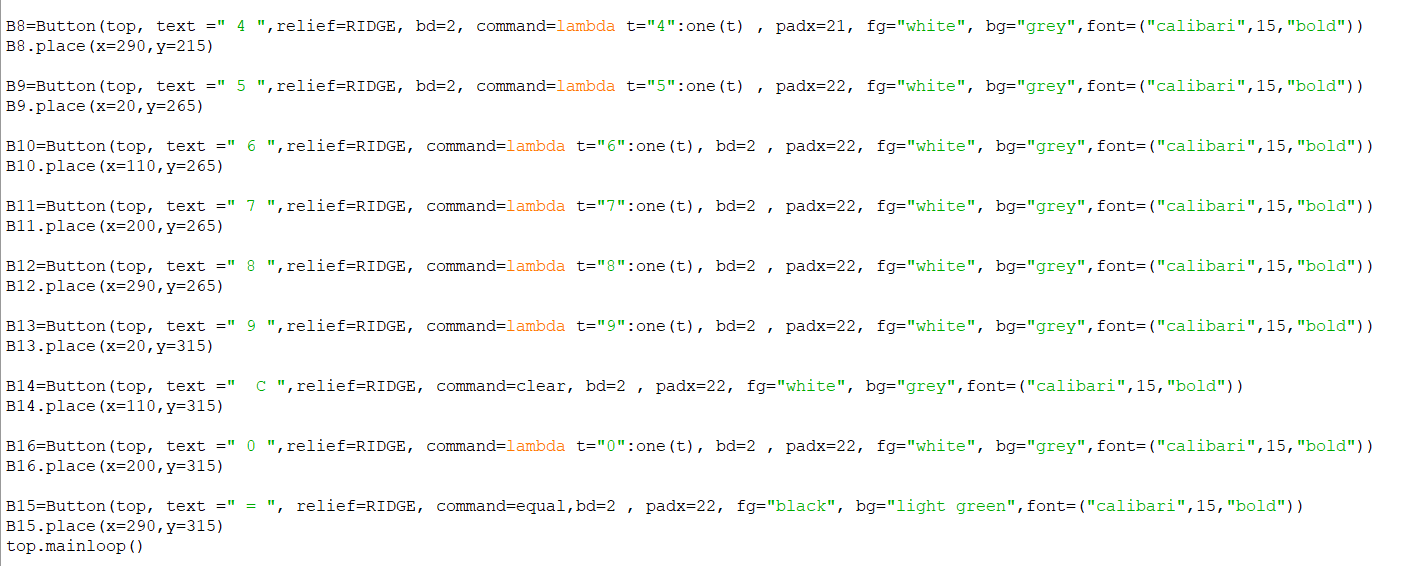 B8=Button(top, text =" 4 ",relief=RIDGE, bd=2, command=lambda t="4":one(t) , padx=21, fg="white", bg="grey",font=("calibari",15,"bold"))
B8.place(x=290,y=215)
B9=Button(top, text =" 5 ",relief=RIDGE, bd=2, command=lambda t="5":one(t) , padx=22, fg="white", bg="grey",font=("calibari",15,"bold"))
B9.place(x=20,y=265)
B10=Button(top, text =" 6 ",relief=RIDGE, command=lambda t="6":one(t), bd=2 , padx=22, fg="white", bg="grey",font=("calibari",15,"bold"))
B10.place(x=110,y=265)
B11=Button(top, text =" 7 ",relief=RIDGE, command=lambda t="7":one(t), bd=2 , padx=22, fg="white", bg="grey",font=("calibari",15,"bold"))
B11.place(x=200,y=265)
B12=Button(top, text =" 8 ",relief=RIDGE, command=lambda t="8":one(t), bd=2 , padx=22, fg="white", bg="grey",font=("calibari",15,"bold"))
B12.place(x=290,y=265)
B13=Button(top, text =" 9 ",relief=RIDGE, command=lambda t="9":one(t), bd=2 , padx=22, fg="white", bg="grey",font=("calibari",15,"bold"))
B13.place(x=20,y=315)
B14=Button(top, text ="  C ",relief=RIDGE, command=clear, bd=2 , padx=22, fg="white", bg="grey",font=("calibari",15,"bold"))
B14.place(x=110,y=315)
B16=Button(top, text =" 0 ",relief=RIDGE, command=lambda t="0":one(t), bd=2 , padx=22, fg="white", bg="grey",font=("calibari",15,"bold"))
B16.place(x=200,y=315)
B15=Button(top, text =" = ", relief=RIDGE, command=equal,bd=2 , padx=22, fg="black", bg="light green",font=("calibari",15,"bold"))
B15.place(x=290,y=315)
top.mainloop()